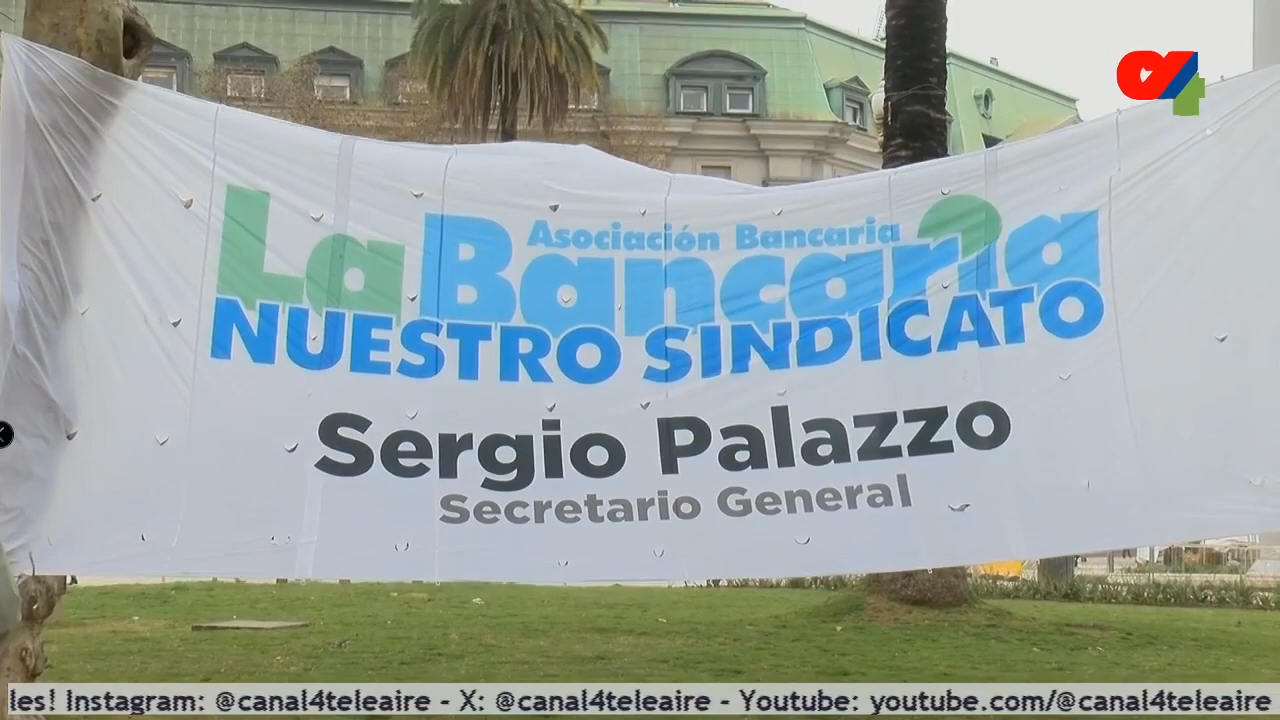 Asociación Bancaria
La Bancaria
NUESTRO SINDICATO
Sergio Palazzo
Secretario General
les! Instagram: @canal4teleaire - X: @canal4teleaire - Youtube: youtube.com/@canal4teleaire